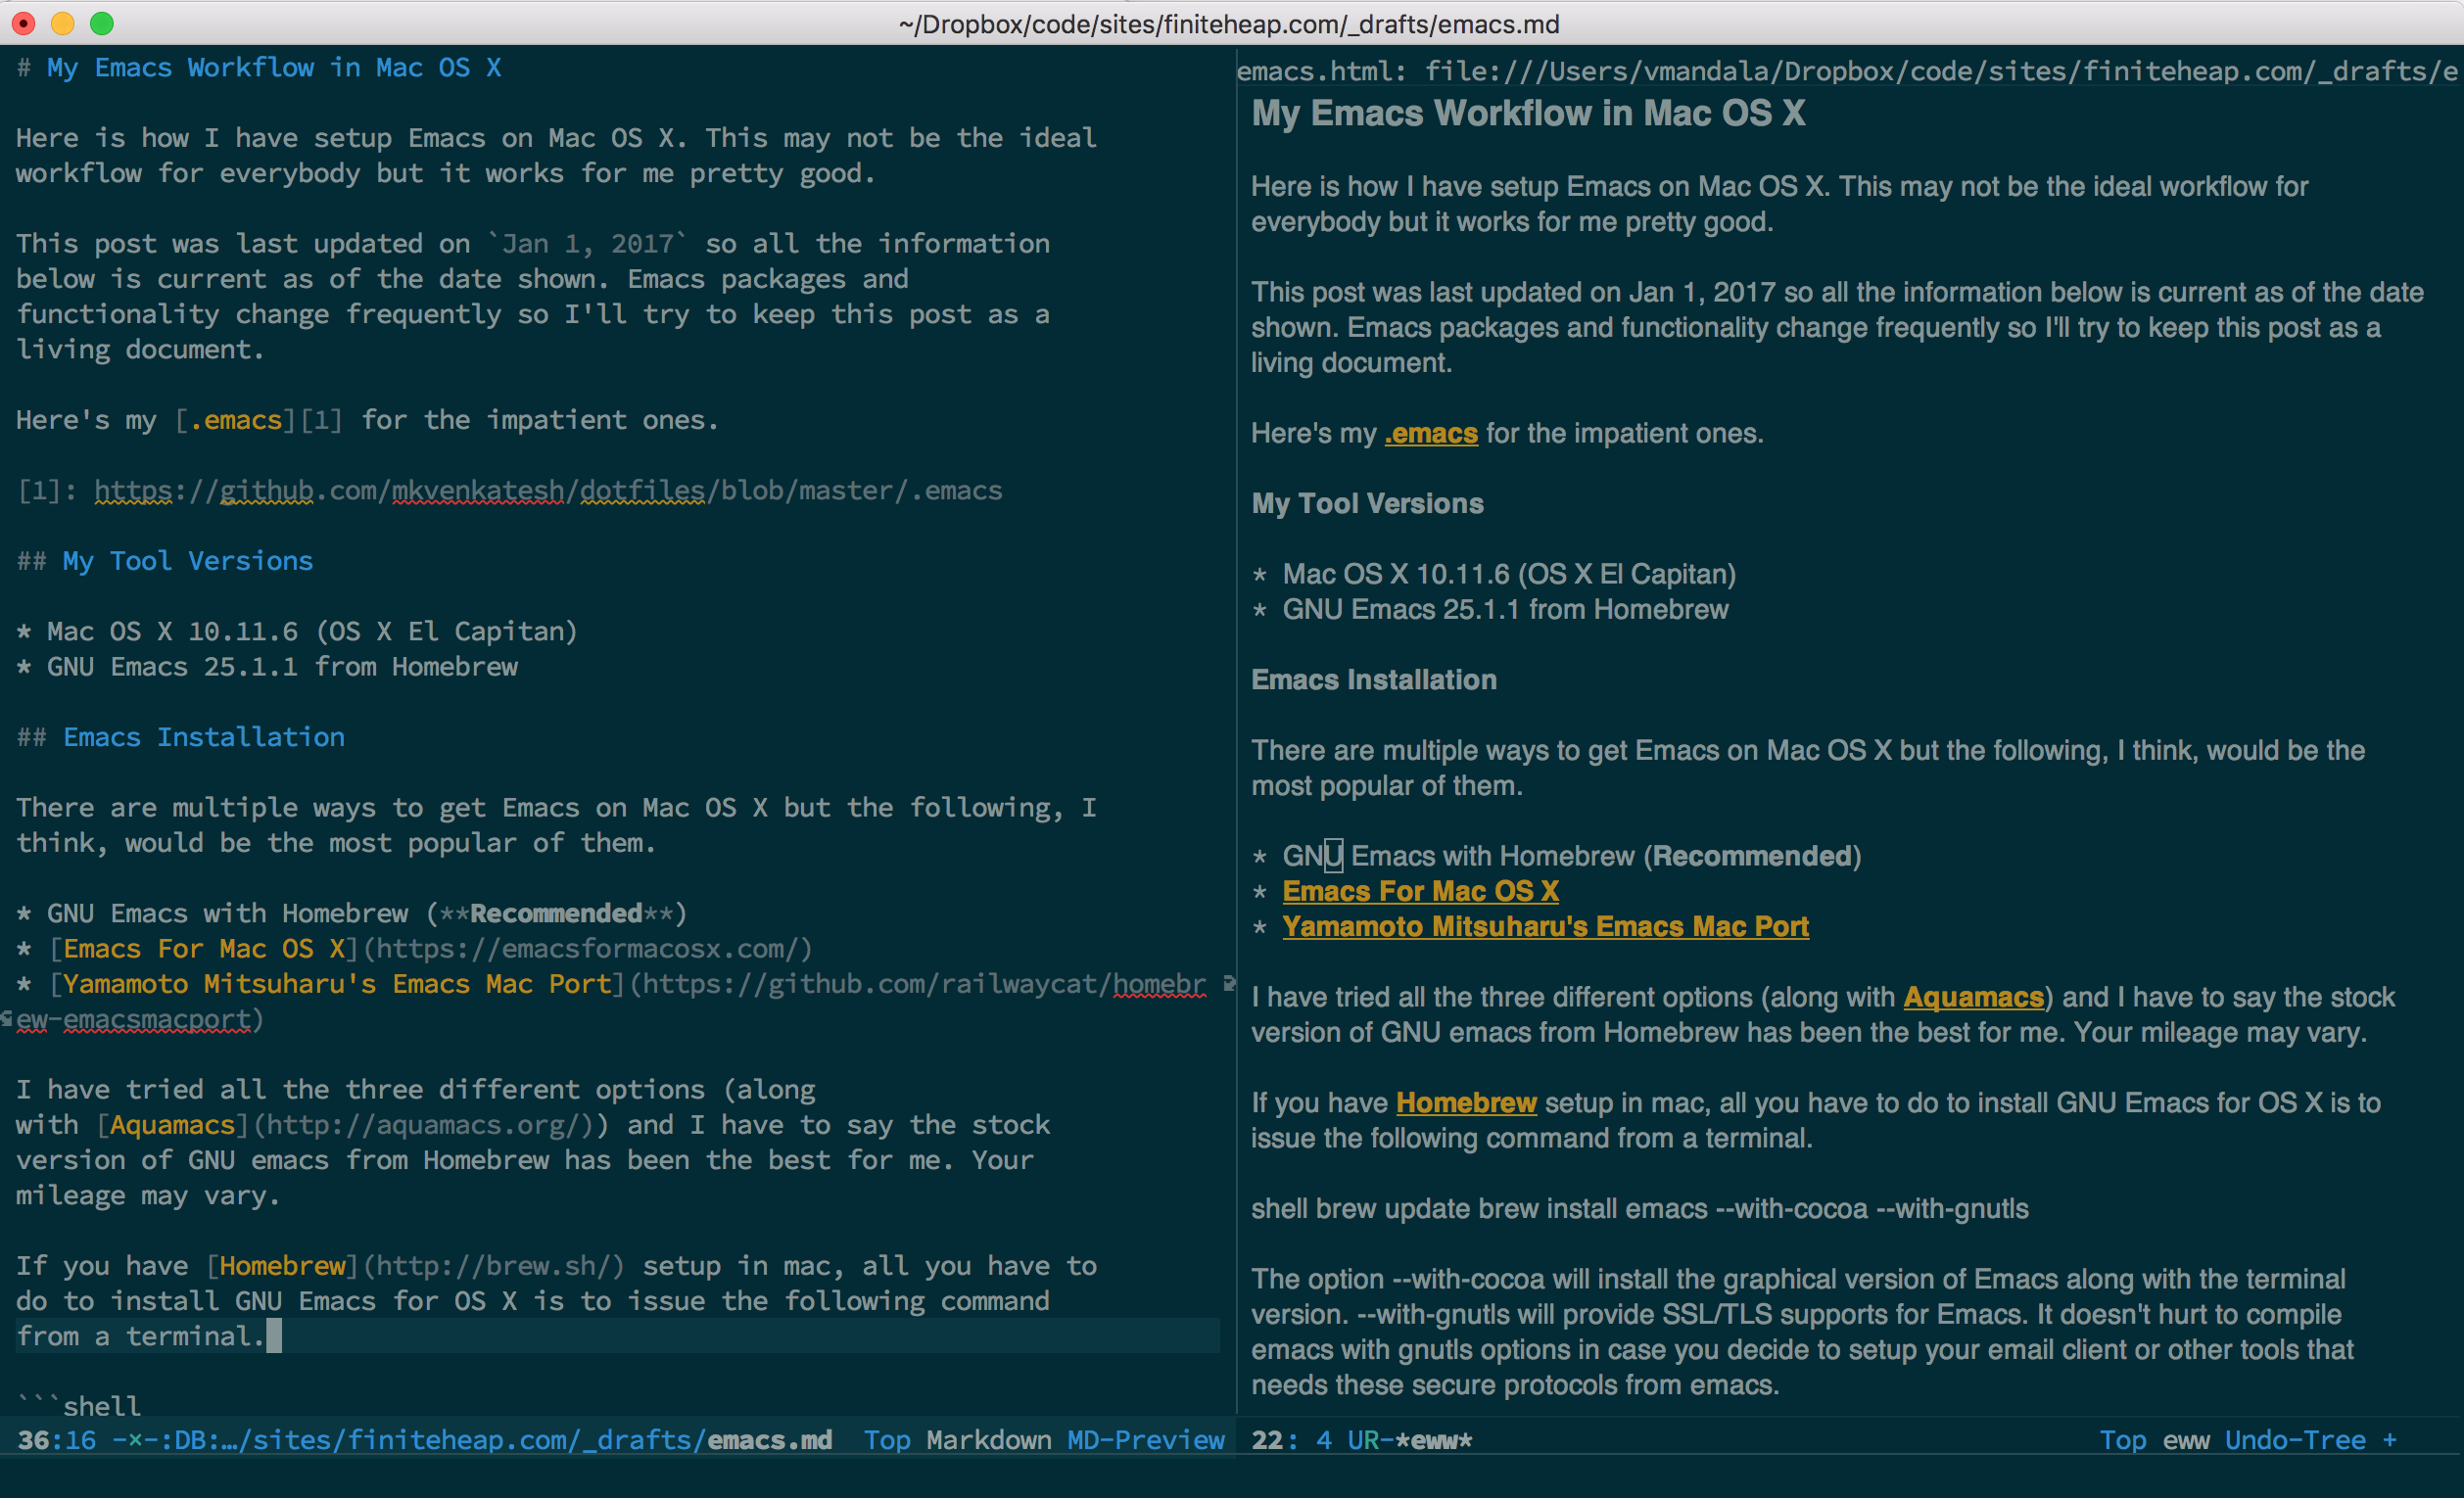 ~/Dropbox/code/sites/finiteheap.com/_drafts/emacs.md
# My Emacs Workflow in Mac OS X
Here is how I have setup Emacs on Mac OS X. This may not be the ideal
workflow for everybody but it works for me pretty good.
This post was last updated on `Jan 1, 2017` so all the information
below is current as of the date shown. Emacs packages and
functionality change frequently so I'll try to keep this post as a
living document.
Here's my [.emacs][1] for the impatient ones.
[1]: https://github.com/mkvenkatesh/dotfiles/blob/master/.emacs
## My Tool Versions
* Mac OS X 10.11.6 (OS X El Capitan)
* GNU Emacs 25.1.1 from Homebrew
## Emacs Installation
There are multiple ways to get Emacs on Mac OS X but the following, I
think, would be the most popular of them.
* GNU Emacs with Homebrew (**Recommended**)
* [Emacs For Mac OS X](https://emacsformacosx.com/)
* [Yamamoto Mitsuharu's Emacs Mac Port](https://github.com/railwaycat/homebr
ew-emacsmacport)
I have tried all the three different options (along
with [Aquamacs](http://aquamacs.org/)) and I have to say the stock
version of GNU emacs from Homebrew has been the best for me. Your
mileage may vary.
If you have [Homebrew](http://brew.sh/) setup in mac, all you have to
do to install GNU Emacs for OS X is to issue the following command
from a terminal.
```shell
36:16 -×-:DB:…/sites/finiteheap.com/_drafts/emacs.md Top Markdown MD-Preview
emacs.html: file:///Users/vmandala/Dropbox/code/sites/finiteheap.com/_drafts/e
My Emacs Workflow in Mac OS X
Here is how I have setup Emacs on Mac OS X. This may not be the ideal workflow for
everybody but it works for me pretty good.
This post was last updated on Jan 1, 2017 so all the information below is current as of the date
shown. Emacs packages and functionality change frequently so I'll try to keep this post as a
living document.
Here's my .emacs for the impatient ones.
My Tool Versions
* Mac OS X 10.11.6 (OS X El Capitan)
* GNU Emacs 25.1.1 from Homebrew
Emacs Installation
There are multiple ways to get Emacs on Mac OS X but the following, I think, would be the
most popular of them.
* GNU Emacs with Homebrew (Recommended)
* Emacs For Mac OS X
* Yamamoto Mitsuharu's Emacs Mac Port
I have tried all the three different options (along with Aquamacs) and I have to say the stock
version of GNU emacs from Homebrew has been the best for me. Your mileage may vary.
If you have Homebrew setup in mac, all you have to do to install GNU Emacs for OS X is to
issue the following command from a terminal.
shell brew update brew install emacs --with-cocoa --with-gnutls
The option --with-cocoa will install the graphical version of Emacs along with the terminal
version. --with-gnutls will provide SSL/TLS supports for Emacs. It doesn't hurt to compile
emacs with gnutls options in case you decide to setup your email client or other tools that
needs these secure protocols from emacs.
22: 4 UR-*eww* Top eww Undo-Tree +